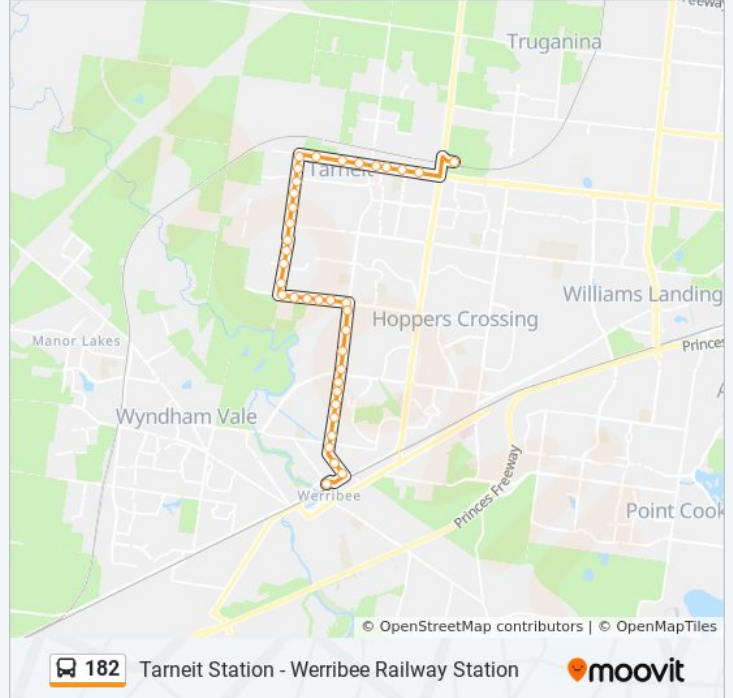 Freeway
Truganina
Tarneit
Williams Landing
Hoppers Crossing
Manor Lakes
Princes
Wyndham Vale
Princes Freeway
Werribee
Point Cook
© OpenStreetMap contributors | © OpenMapTiles
182 Tarneit Station - Werribee Railway Station moovit